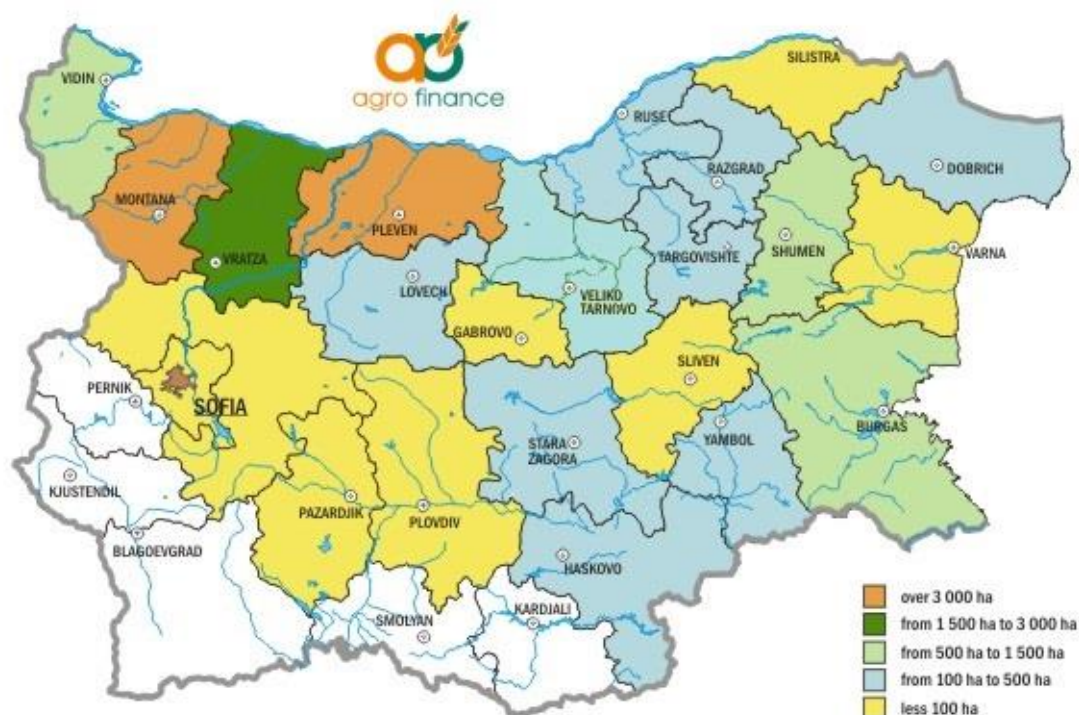 ao
agro finance
VIDIN
SILISTRA
RUSE
MONTANA
PLEVEN
RAZGRAD
DOBRICH
VRATZA
LOVECH
TARGOVISHTE
SHUMEN
VARNA
VELIKO
TARNOVO
GABROVO
SLIVEN
PERNIK
SOFIA
STARA
ZAGORA
YAMBOL
BURGAS
KJUSTENDIL
PAZARDJIK
PLOVDIV
BLAGOEVGRAD
HASKOVO
SMOLYAN
KARDJALI
over 3 000 ha
from 1 500 ha to 3 000 ha
from 500 ha to 1 500 ha
from 100 ha to 500 ha
less 100 ha